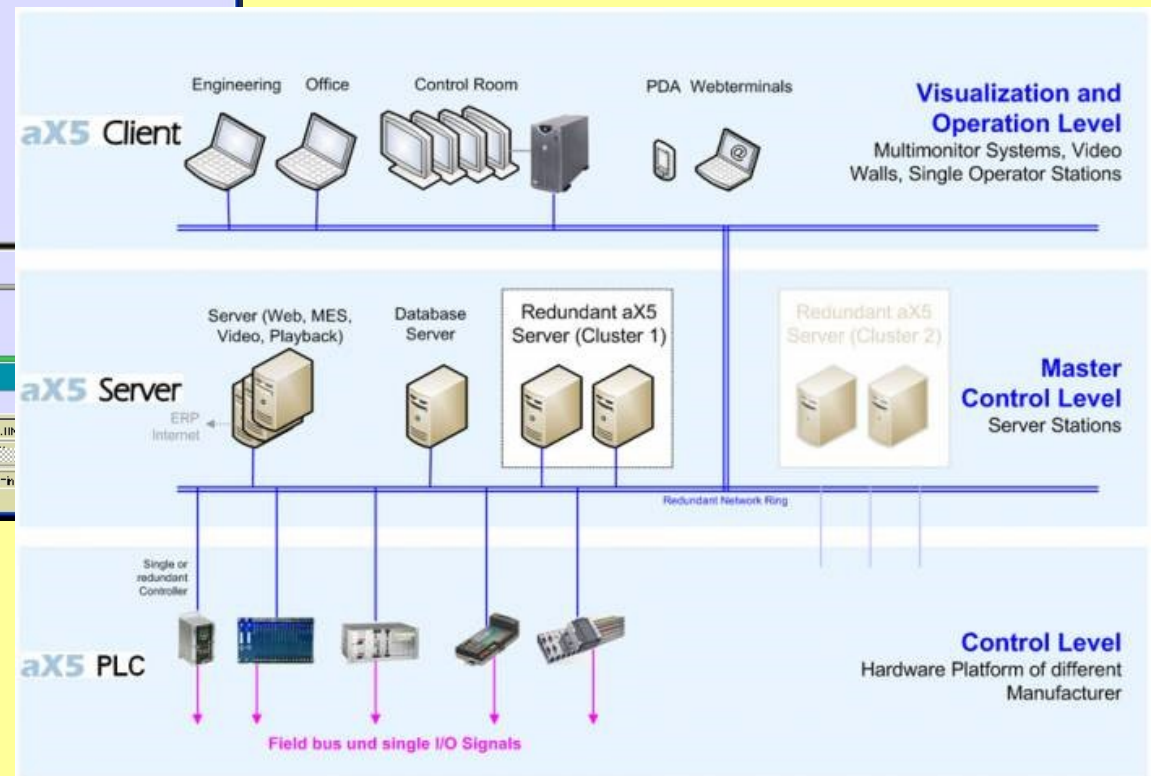 Engineering
Office
Control Room
PDA Webterminals
aX5 Client
Visualization and
Operation Level
Multimonitor Systems, Video
Walls, Single Operator Stations
Server (Web, MES,
Video, Playback)
Database
Server
Redundant aX5
Server (Cluster 1)
Redundant aX5
Server (Cluster 2)
aX5 Server
ERP
Internet
Master
Control Level
Server Stations
Redundant Network Ring
Single or
redundant
Controller
aX5 PLC
Control Level
Hardware Platform of different
Manufacturer
Field bus und single I/O Signals